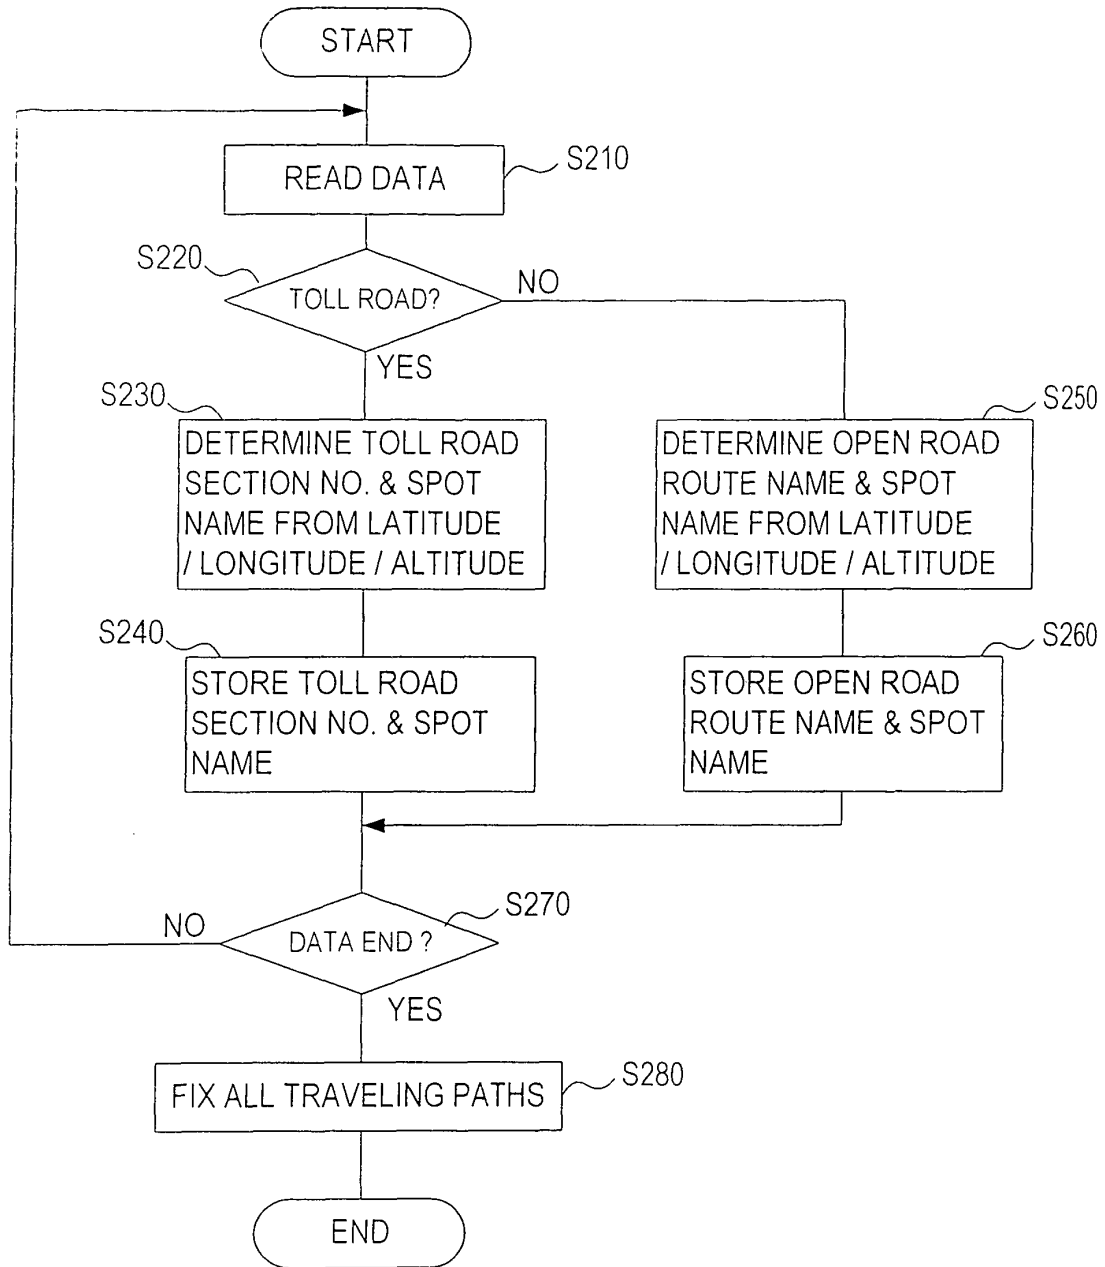 START
READ DATA
S210
S220
TOLL ROAD?
NO
YES
S230
DETERMINE TOLL ROAD
SECTION NO. & SPOT
NAME FROM LATITUDE
/ LONGITUDE / ALTITUDE
S250
DETERMINE OPEN ROAD
ROUTE NAME & SPOT
NAME FROM LATITUDE
/ LONGITUDE / ALTITUDE
S240
STORE TOLL ROAD
SECTION NO. & SPOT
NAME
S260
STORE OPEN ROAD
ROUTE NAME & SPOT
NAME
S270
NO
DATA END ?
YES
FIX ALL TRAVELING PATHS
S280
END